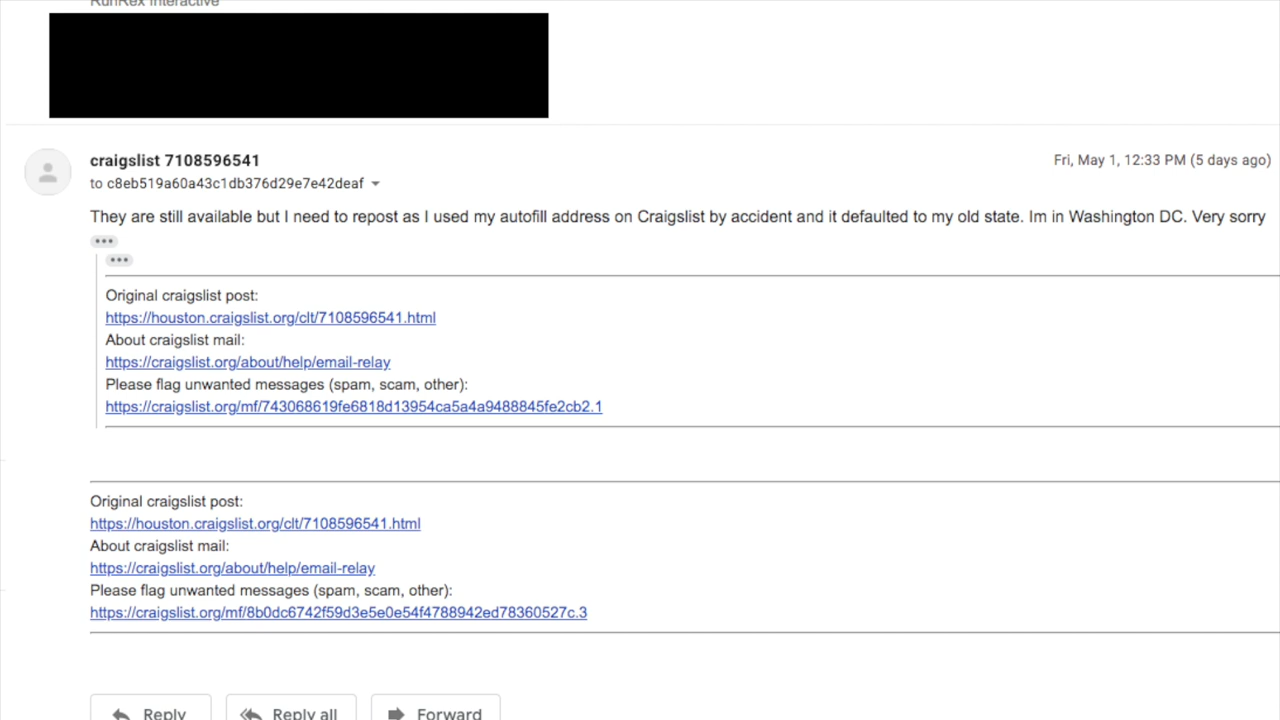 RunRex Interactive
craigslist 7108596541
Fri, May 1, 12:33 PM (5 days ago)
to c8eb519a60a43c1db376d29e7e42deaf
They are still available but I need to repost as I used my autofill address on Craigslist by accident and it defaulted to my old state. Im in Washington DC. Very sorry
Original craigslist post:
https://houston.craigslist.org/clt/7108596541.html
About craigslist mail:
https://craigslist.org/about/help/email-relay
Please flag unwanted messages (spam, scam, other):
https://craigslist.org/mf/743068619fe6818d13954ca5a4a9488845fe2cb2.1
Original craigslist post:
https://houston.craigslist.org/clt/7108596541.html
About craigslist mail:
https://craigslist.org/about/help/email-relay
Please flag unwanted messages (spam, scam, other):
https://craigslist.org/mf/8b0dc6742f59d3e5e0e54f4788942ed78360527c.3
Reply Reply all Forward